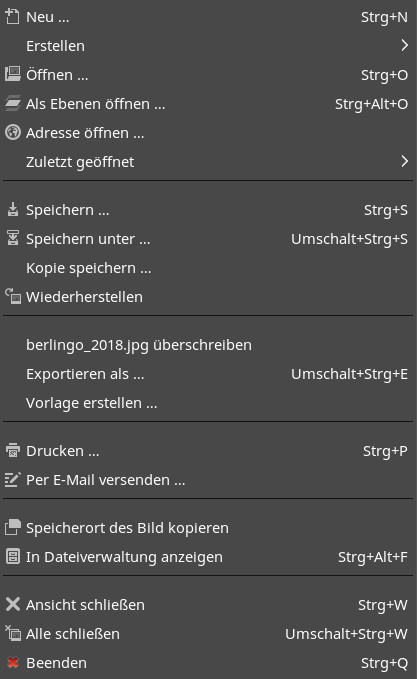 Neu ... Strg+N
Erstellen
Öffnen ... Strg+O
Als Ebenen öffnen ... Strg+Alt+O
Adresse öffnen ...
Zuletzt geöffnet
Speichern ... Strg+S
Speichern unter ... Umschalt+Strg+S
Kopie speichern ...
Wiederherstellen
berlingo_2018.jpg überschreiben
Exportieren als ... Umschalt+Strg+E
Vorlage erstellen ...
Drucken ... Strg+P
Per E-Mail versenden ...
Speicherort des Bild kopieren
In Dateiverwaltung anzeigen Strg+Alt+F
Ansicht schließen Strg+W
Alle schließen Umschalt+Strg+W
Beenden Strg+Q